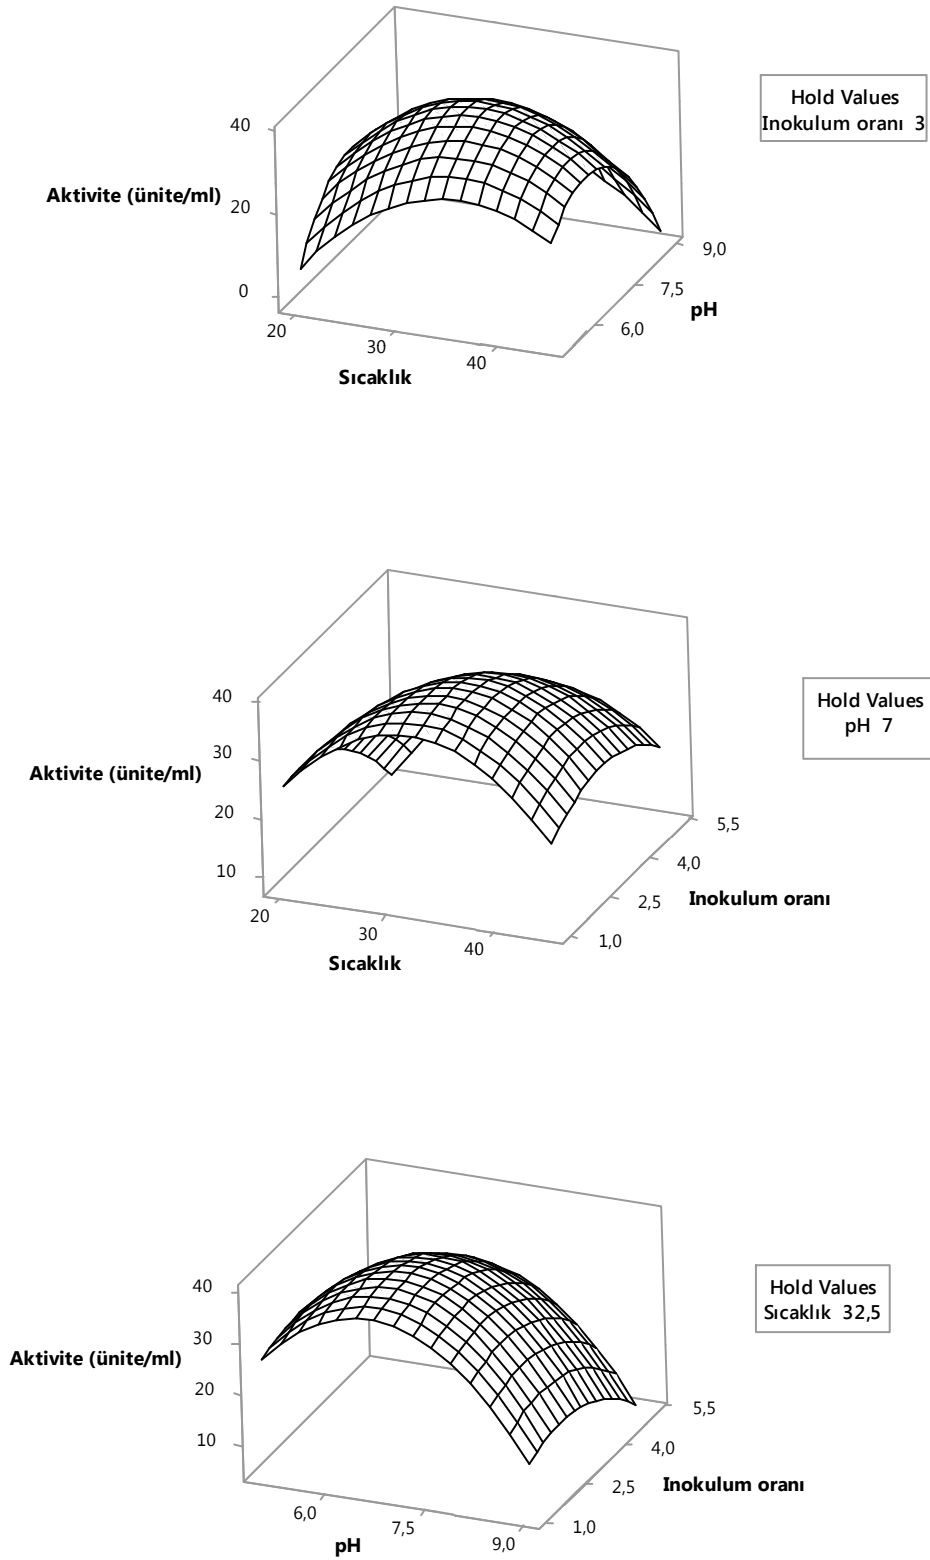 Hold Values
Inokulum oranı 3
40
Aktivite (ünite/ml)
20
0
20
30
40
Sıcaklık
6,0
7,5
9,0
pH
Hold Values
pH 7
40
30
Aktivite (ünite/ml)
20
10
20
30
40
Sıcaklık
1,0
2,5
4,0
5,5
Inokulum oranı
Hold Values
Sıcaklık 32,5
40
30
Aktivite (ünite/ml)
20
10
6,0
7,5
9,0
pH
1,0
2,5
4,0
5,5
Inokulum oranı